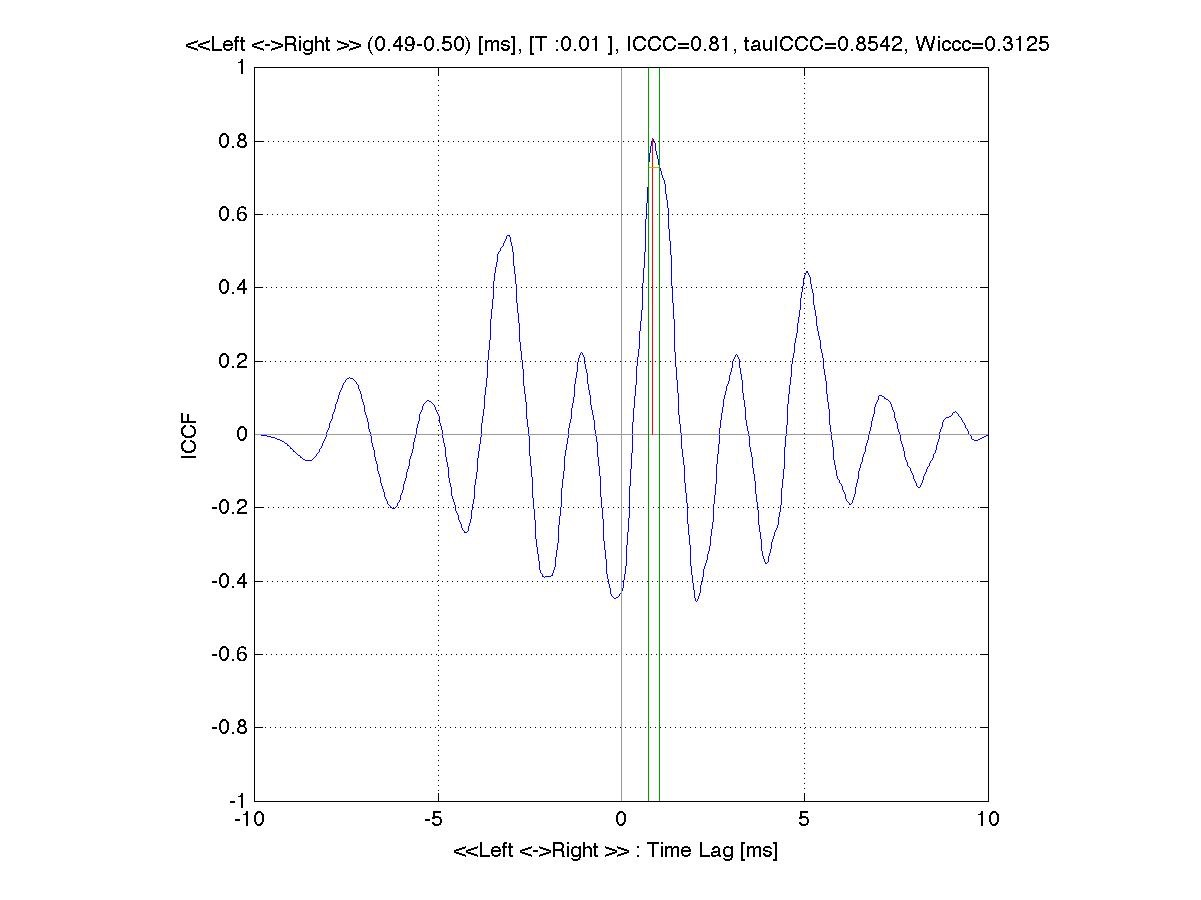 <<Left <->Right >> (0.49-0.50) [ms], [T :0.01 ], ICCC=0.81, tauICCC=0.8542, Wiccc=0.3125
1
0.8
0.6
0.4
0.2
0
-0.2
-0.4
-0.6
-0.8
-1
ICCF
-10 -5 0 5 10
<<Left <->Right >> : Time Lag [ms]